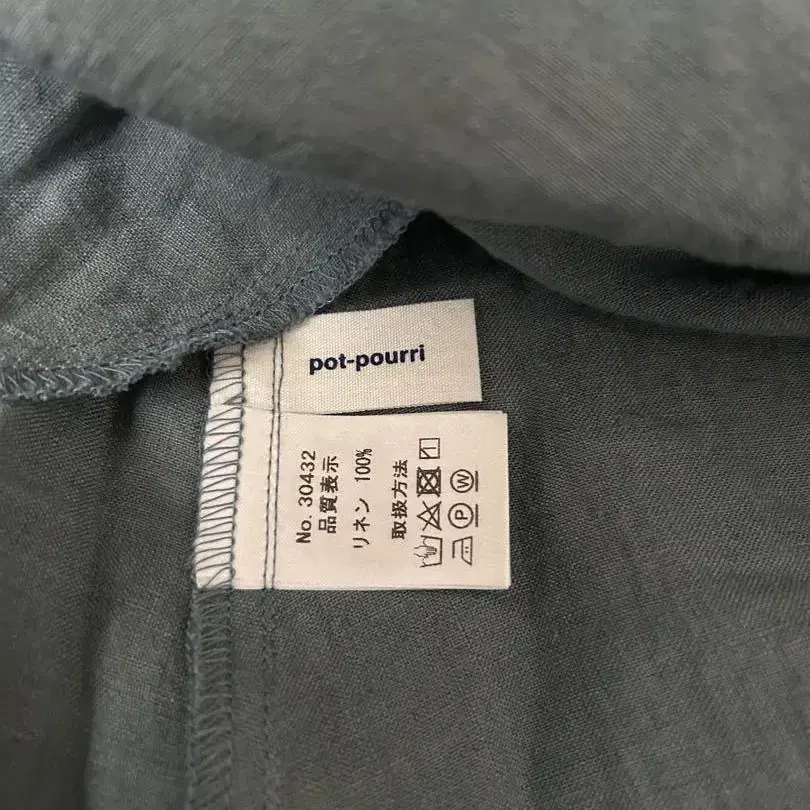 pot-pourri
No. 30432
品質表示
リネン 100%
取扱方法
P W